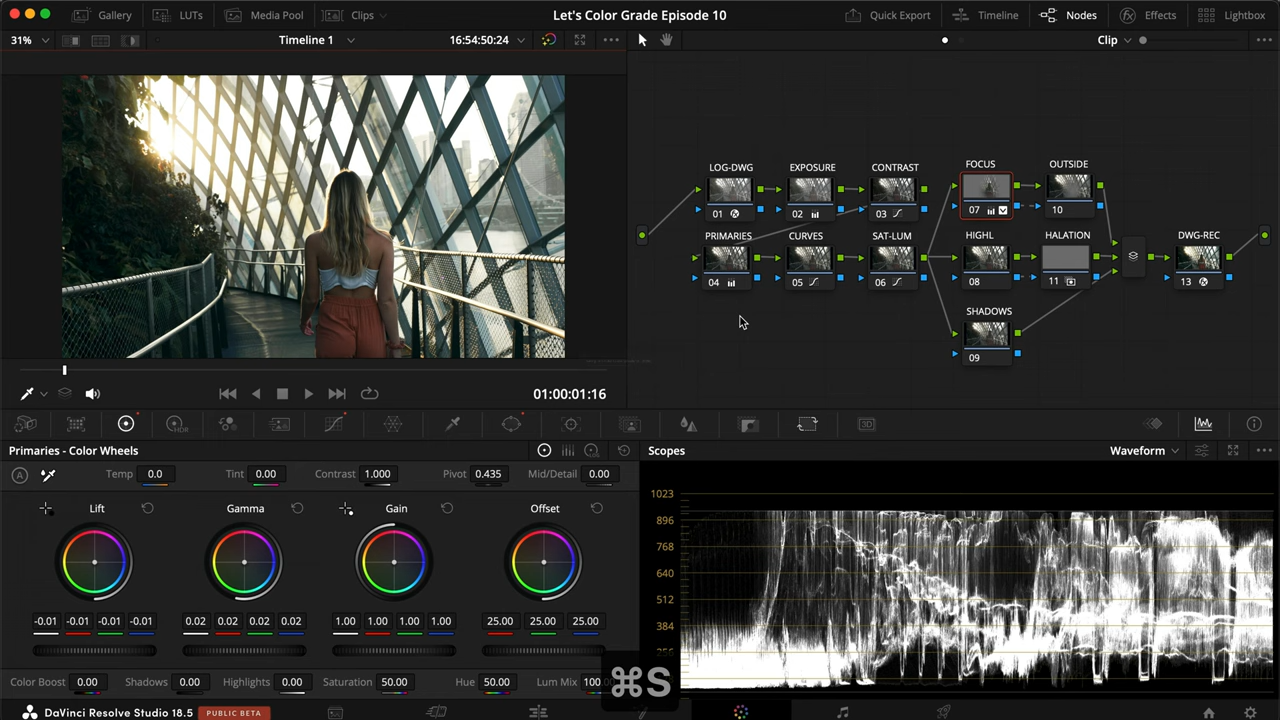 Gallery LUTs Media Pool Clips Let's Color Grade Episode 10 Quick Export Timeline Nodes Effects Lightbox
31% Timeline 1 16:54:50:24 Clip
LOG-DWG EXPOSURE CONTRAST FOCUS OUTSIDE
01 02 03 07 10
PRIMARIES CURVES SAT-LUM HIGHL HALATION DWG-REC
04 05 06 08 11 13
SHADOWS
09
01:00:01:16
HDR 3D
Primaries - Color Wheels Scopes Waveform
A Temp 0.0 Tint 0.00 Contrast 1.000 Pivot 0.435 Mid/Detail 0.00
Lift Gamma Gain Offset
-0.01 -0.01 -0.01 -0.01 0.02 0.02 0.02 0.02 1.00 1.00 1.00 1.00 25.00 25.00 25.00
Color Boost 0.00 Shadows 0.00 Highlights 0.00 Saturation 50.00 Hue 50.00 Lum Mix 100.
1023
896
768
640
512
384
256
⌘S
DaVinci Resolve Studio 18.5 PUBLIC BETA